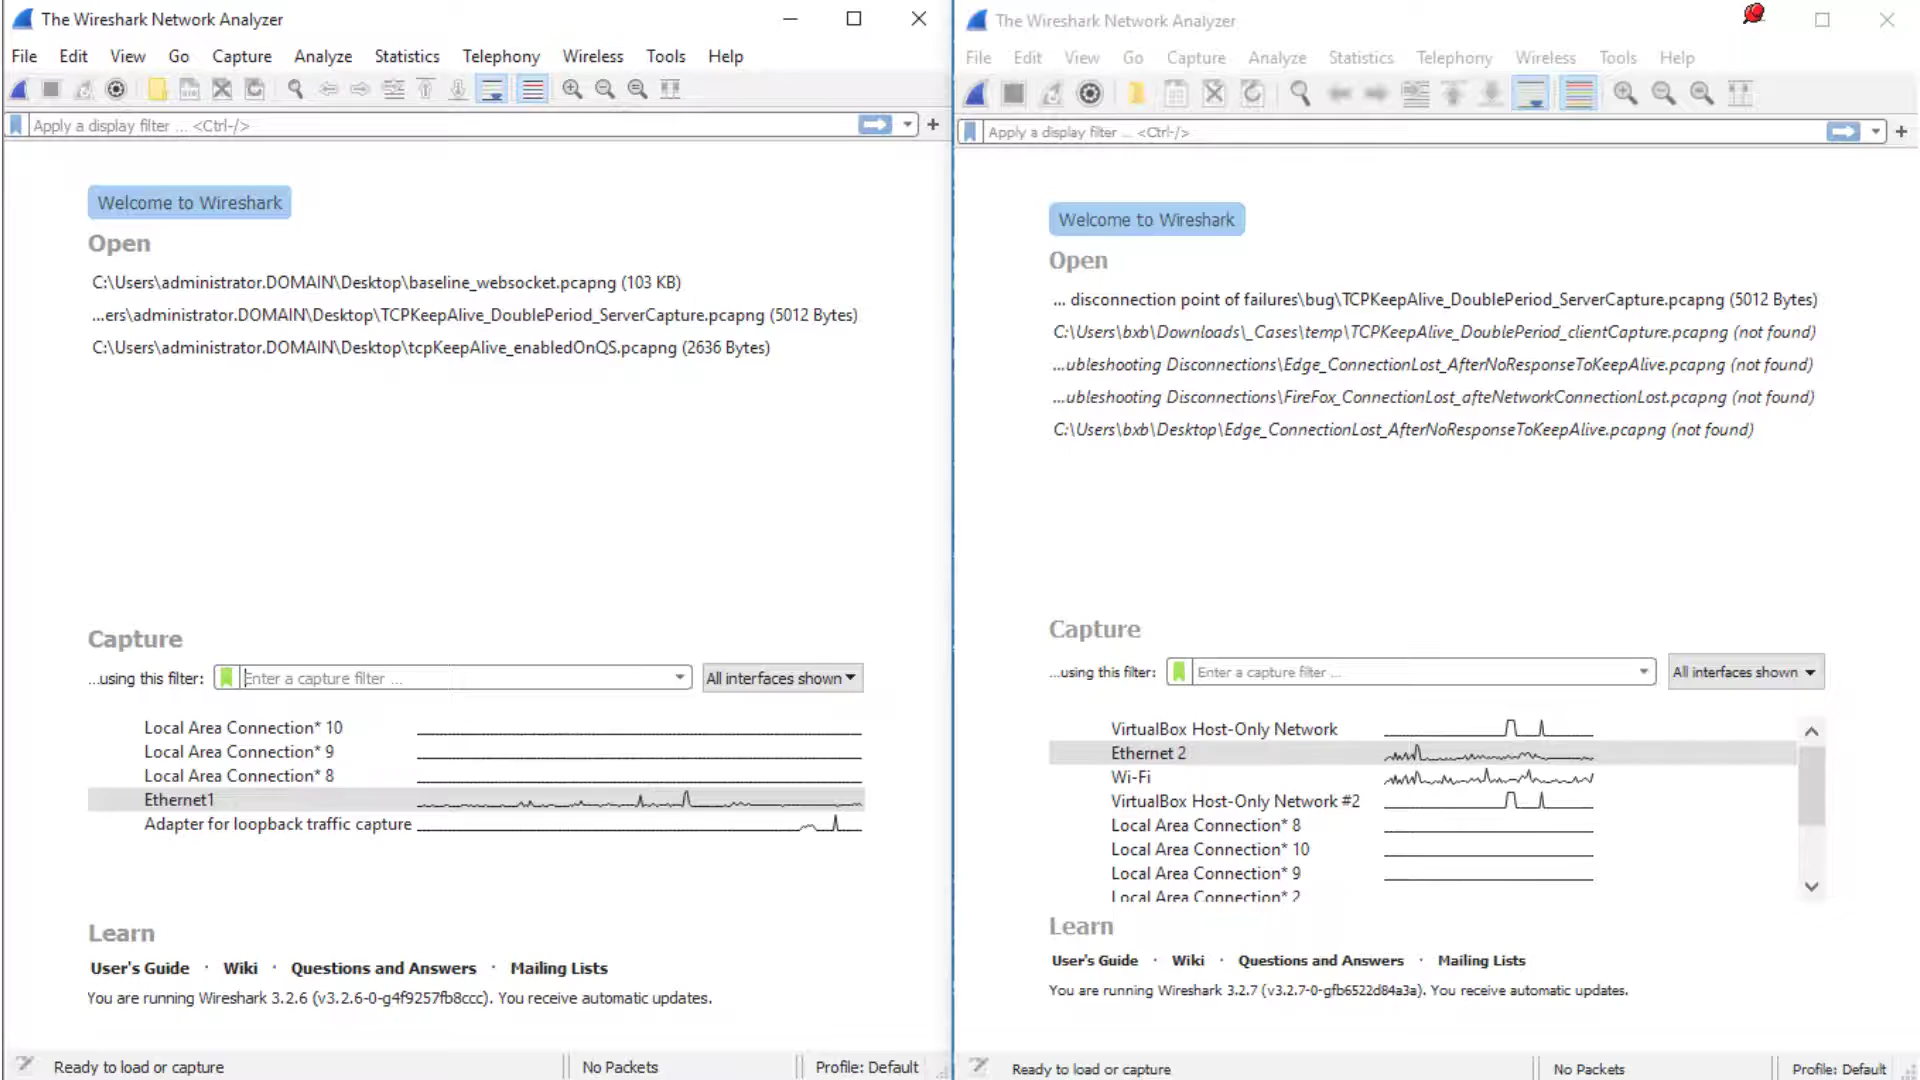 The Wireshark Network Analyzer
File Edit View Go Capture Analyze Statistics Telephony Wireless Tools Help
Apply a display filter ... <Ctrl-/>
Welcome to Wireshark
Open
C:\Users\administrator.DOMAIN\Desktop\baseline_websocket.pcapng (103 KB)
...ers\administrator.DOMAIN\Desktop\TCPKeepAlive_DoublePeriod_ServerCapture.pcapng (5012 Bytes)
C:\Users\administrator.DOMAIN\Desktop\tcpKeepAlive_enabledOnQS.pcapng (2636 Bytes)
Capture
...using this filter: Enter a capture filter ... All interfaces shown
Local Area Connection* 10
Local Area Connection* 9
Local Area Connection* 8
Ethernet1
Adapter for loopback traffic capture
Learn
User's Guide · Wiki · Questions and Answers · Mailing Lists
You are running Wireshark 3.2.6 (v3.2.6-0-g4f9257fb8ccc). You receive automatic updates.
Ready to load or capture No Packets Profile: Default
The Wireshark Network Analyzer
File Edit View Go Capture Analyze Statistics Telephony Wireless Tools Help
Apply a display filter ... <Ctrl-/>
Welcome to Wireshark
Open
... disconnection point of failures\bug\TCPKeepAlive_DoublePeriod_ServerCapture.pcapng (5012 Bytes)
C:\Users\bxb\Downloads\_Cases\temp\TCPKeepAlive_DoublePeriod_clientCapture.pcapng (not found)
...ubleshooting Disconnections\Edge_ConnectionLost_AfterNoResponseToKeepAlive.pcapng (not found)
...ubleshooting Disconnections\FireFox_ConnectionLost_afteNetworkConnectionLost.pcapng (not found)
C:\Users\bxb\Desktop\Edge_ConnectionLost_AfterNoResponseToKeepAlive.pcapng (not found)
Capture
...using this filter: Enter a capture filter ... All interfaces shown
VirtualBox Host-Only Network
Ethernet 2
Wi-Fi
VirtualBox Host-Only Network #2
Local Area Connection* 8
Local Area Connection* 10
Local Area Connection* 9
Local Area Connection* 2
Learn
User's Guide · Wiki · Questions and Answers · Mailing Lists
You are running Wireshark 3.2.7 (v3.2.7-0-gfb6522d84a3a). You receive automatic updates.
Ready to load or capture No Packets Profile: Default